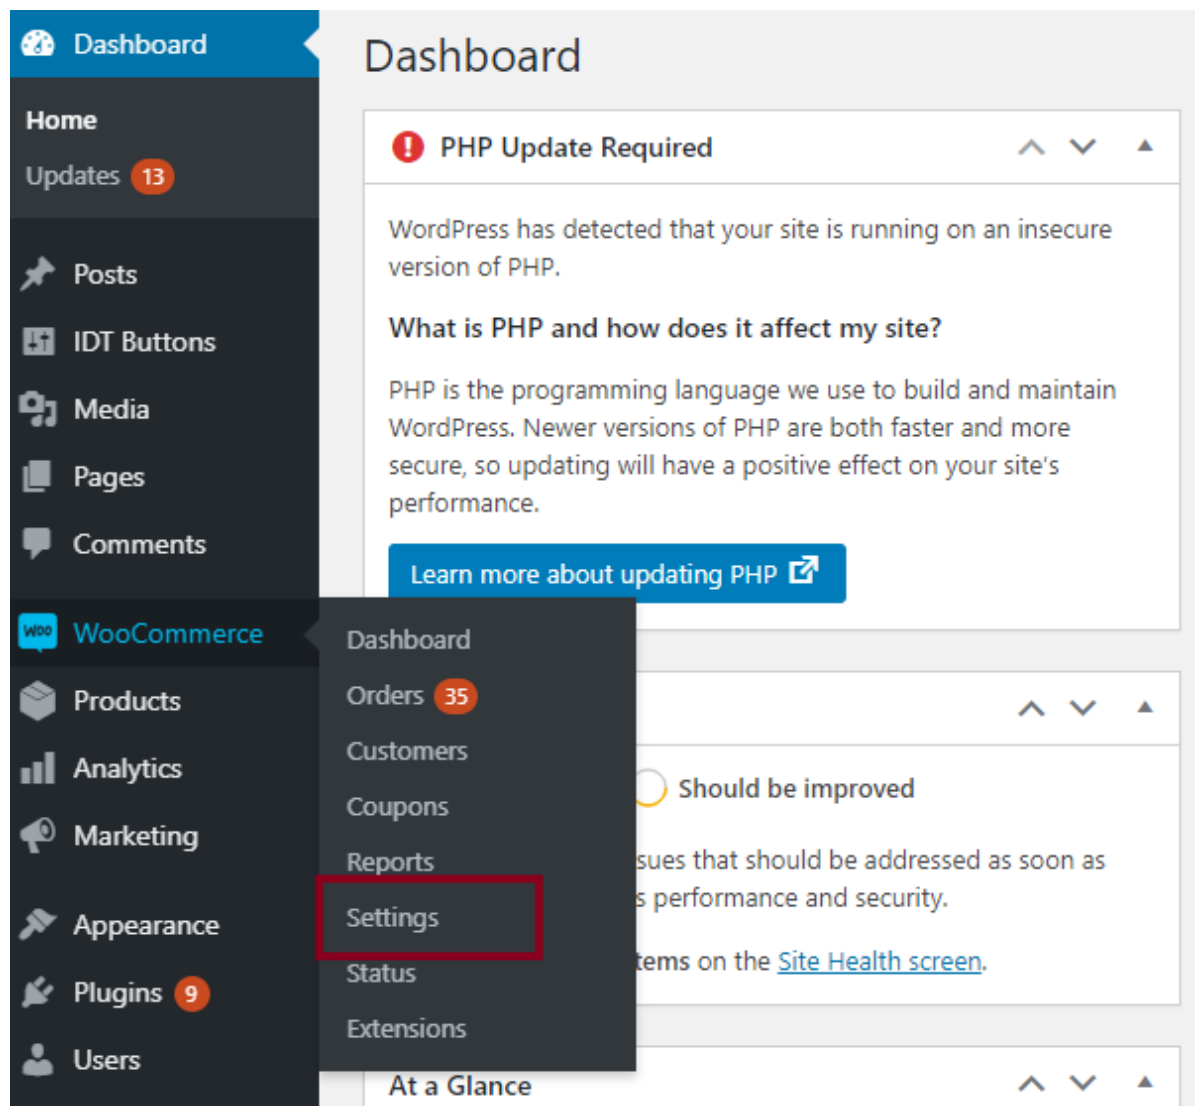 Dashboard
Home
Updates 13
Posts
IDT Buttons
Media
Pages
Comments
WOO WooCommerce
Products
Analytics
Marketing
Appearance
Plugins 9
Users
Dashboard
Orders 35
Customers
Coupons
Reports
Settings
Status
Extensions
Dashboard
PHP Update Required
WordPress has detected that your site is running on an insecure
version of PHP.
What is PHP and how does it affect my site?
PHP is the programming language we use to build and maintain
WordPress. Newer versions of PHP are both faster and more
secure, so updating will have a positive effect on your site's
performance.
Learn more about updating PHP
Should be improved
sues that should be addressed as soon as
s performance and security.
tems on the Site Health screen.
At a Glance